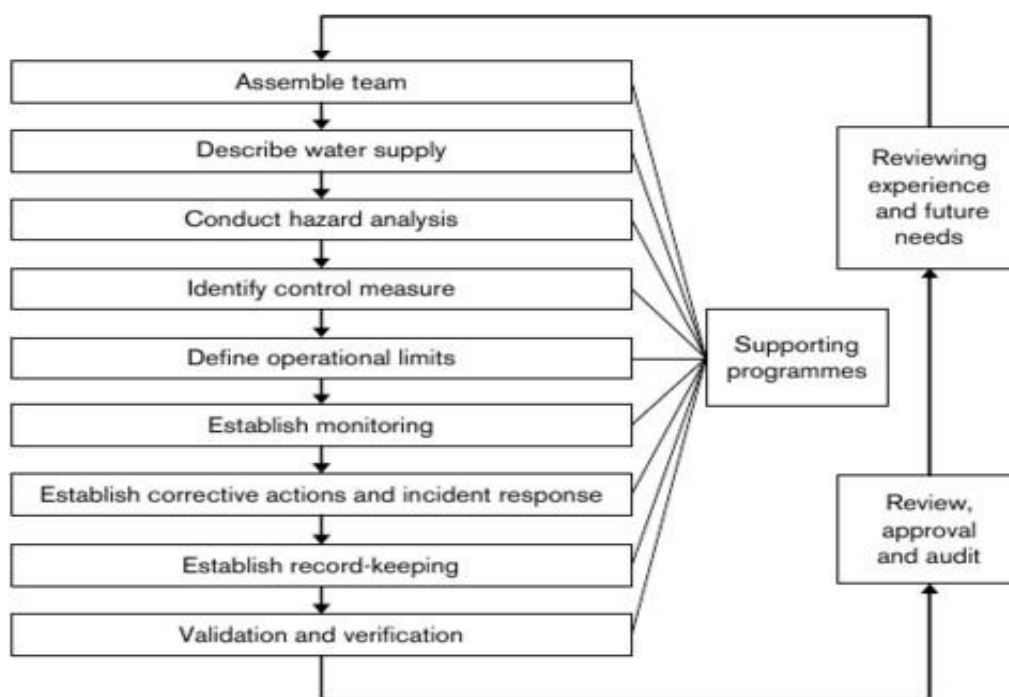 Assemble team
Describe water supply
Conduct hazard analysis
Identify control measure
Define operational limits
Establish monitoring
Establish corrective actions and incident response
Establish record-keeping
Validation and verification
Supporting
programmes
Reviewing
experience
and future
needs
Review,
approval
and audit